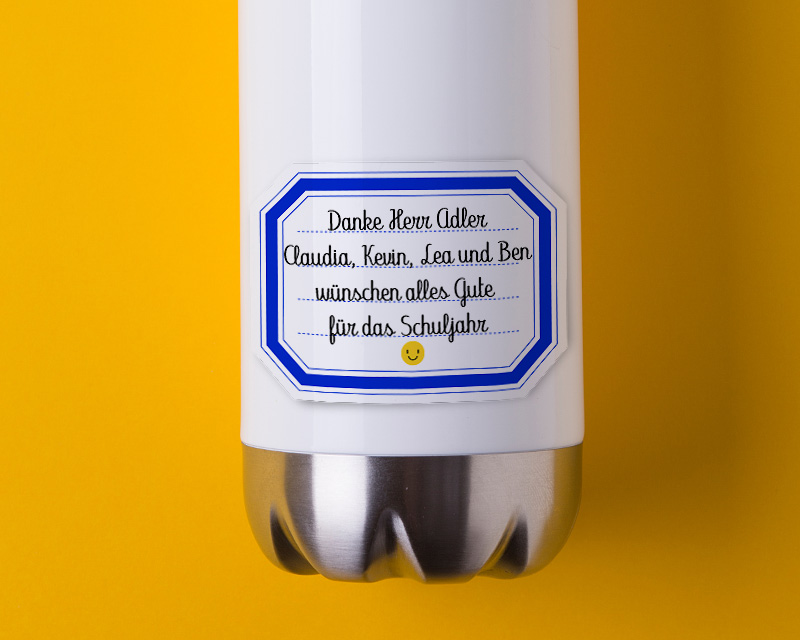 Danke Herr Adler
Claudia, Kevin, Lea und Ben
wünschen alles Gute
für das Schuljahr